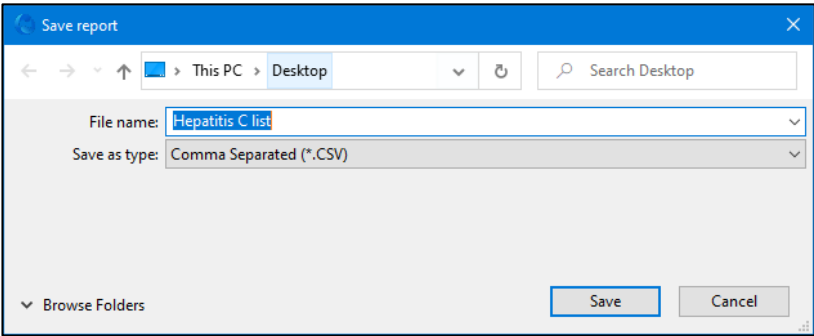 Save report
This PC > Desktop
Search Desktop
File name: Hepatitis C list
Save as type: Comma Separated (*.CSV)
Browse Folders
Save
Cancel